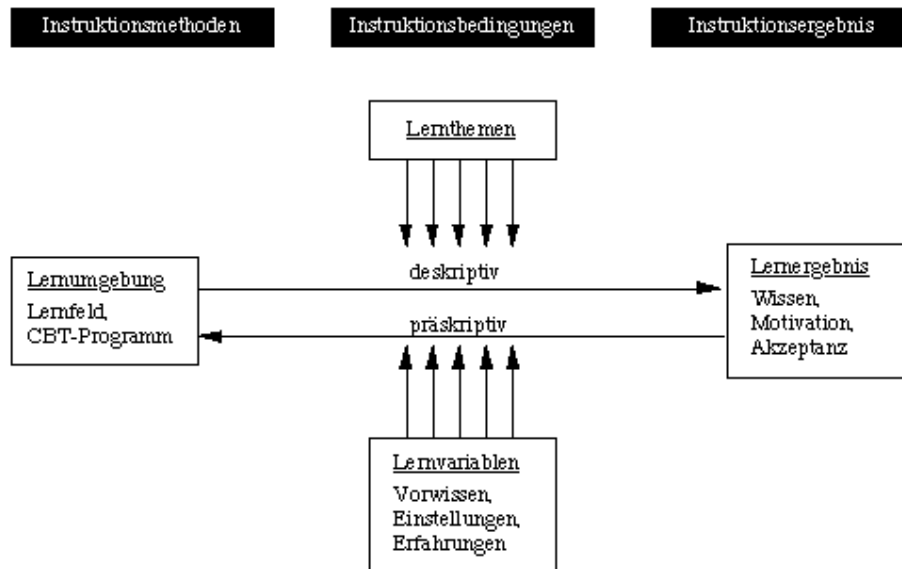 Instruktionsmethoden
Instruktionsbedingungen
Instruktionsergebnis
Lernthemen
deskriptiv
präskriptiv
Lernumgebung
Lernfeld,
CBT-Programm
Lernergebnis
Wissen,
Motivation,
Akzeptanz
Lernvariablen
Vorwissen,
Einstellungen,
Erfahrungen